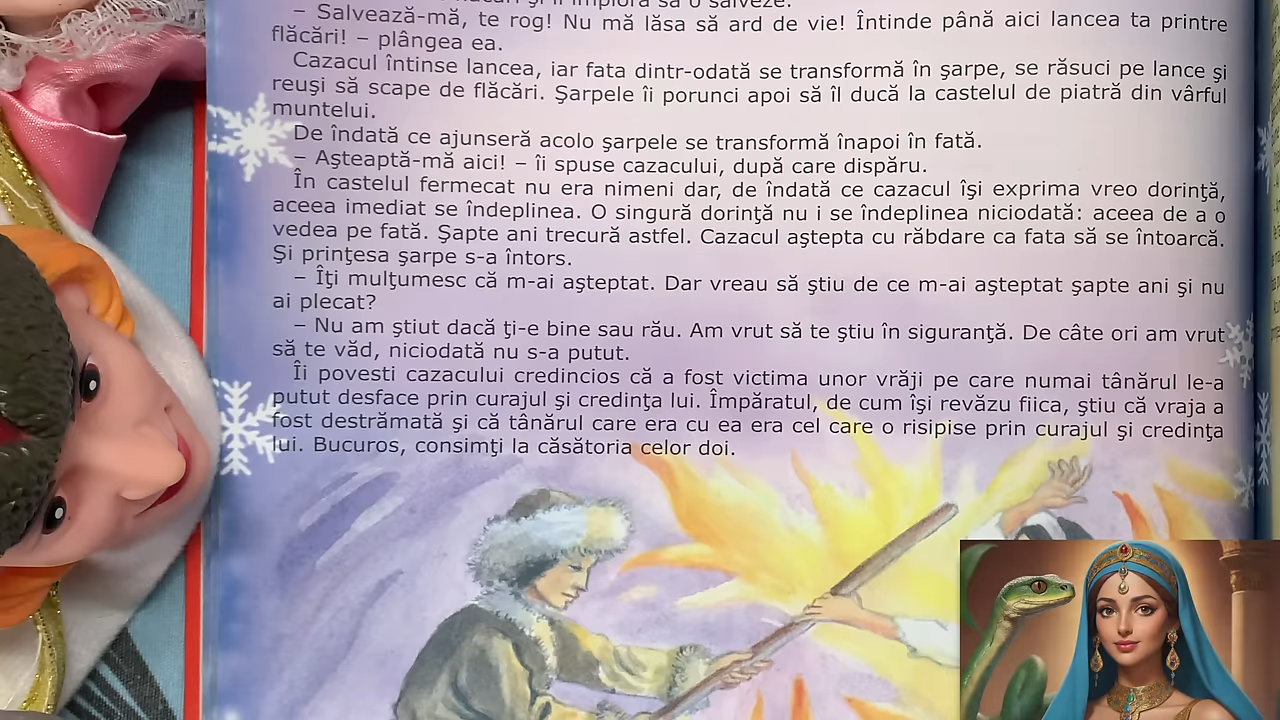 să o salveze.
– Salvează-mă, te rog! Nu mă lăsa să ard de vie! Întinde până aici lancea ta printre
flăcări! – plângea ea.
Cazacul întinse lancea, iar fata dintr-odată se transformă în şarpe, se răsuci pe lance şi
reuşi să scape de flăcări. Şarpele îi porunci apoi să îl ducă la castelul de piatră din vârful
muntelui.
De îndată ce ajunseră acolo şarpele se transformă înapoi în fată.
– Aşteaptă-mă aici! – îi spuse cazacului, după care dispăru.
În castelul fermecat nu era nimeni dar, de îndată ce cazacul îşi exprima vreo dorinţă,
aceea imediat se îndeplinea. O singură dorinţă nu i se îndeplinea niciodată: aceea de a o
vedea pe fată. Şapte ani trecură astfel. Cazacul aştepta cu răbdare ca fata să se întoarcă.
Şi prinţesa şarpe s-a întors.
– Îţi mulţumesc că m-ai aşteptat. Dar vreau să ştiu de ce m-ai aşteptat şapte ani şi nu
ai plecat?
– Nu am ştiut dacă ţi-e bine sau rău. Am vrut să te ştiu în siguranţă. De câte ori am vrut
să te văd, niciodată nu s-a putut.
Îi povesti cazacului credincios că a fost victima unor vrăji pe care numai tânărul le-a
putut desface prin curajul şi credinţa lui. Împăratul, de cum îşi revăzu fiica, ştiu că vraja a
fost destrămată şi că tânărul care era cu ea era cel care o risipise prin curajul şi credinţa
lui. Bucuros, consimţi la căsătoria celor doi.